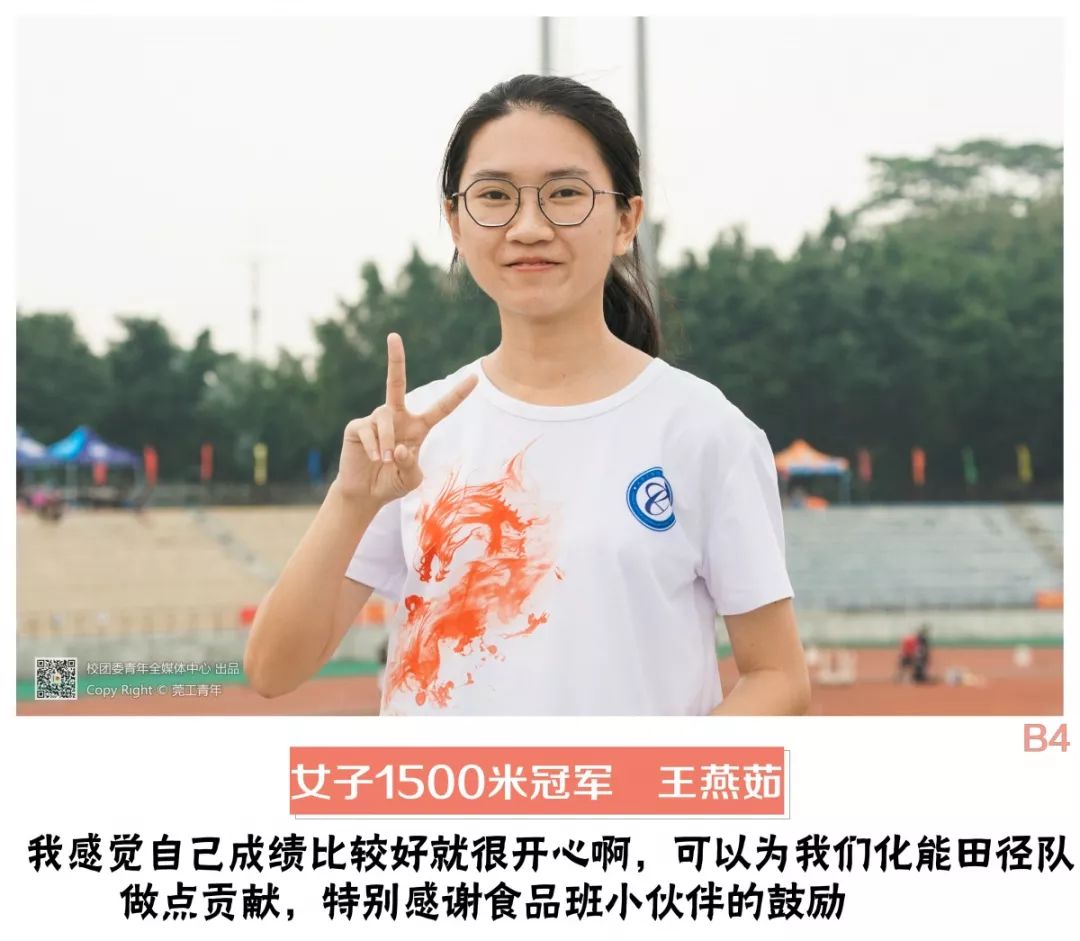 校团委青年全媒体中心 出品
Copy Right © 莞工青年
B4
女子1500米冠军 王燕茹
我感觉自己成绩比较好就很开心啊，可以为我们化能田径队
做点贡献，特别感谢食品班小伙伴的鼓励